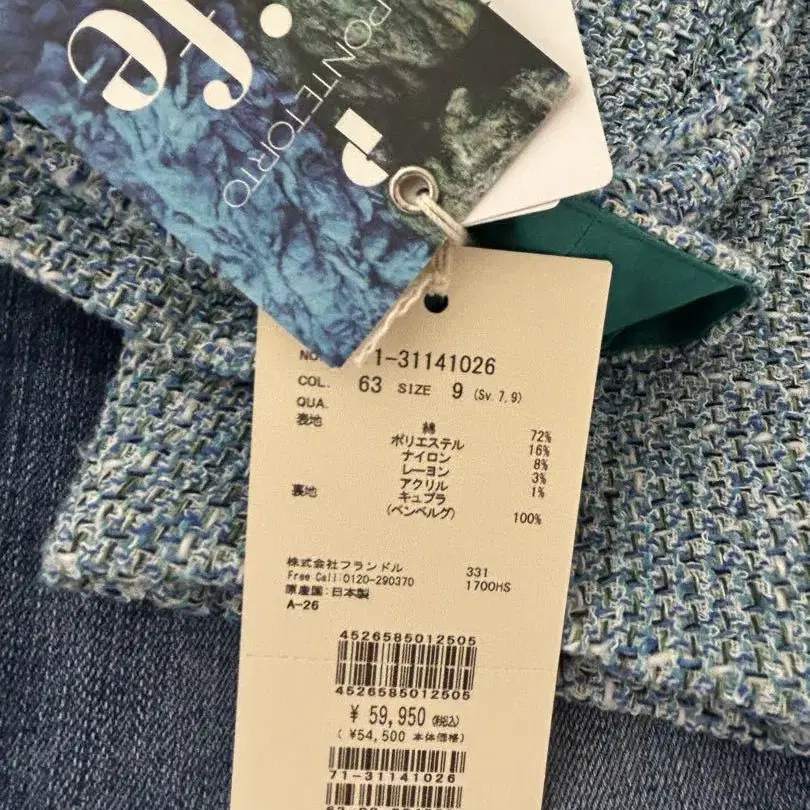 .fe
PONTETORTO
NO. 1-31141026
COL. 63 SIZE 9 (Sv.7.9)
QUA.
表地 綿 72%
ポリエステル 16%
ナイロン 8%
レーヨン 3%
アクリル 1%
裏地 キュプラ
(ベンベルグ) 100%
株式会社フランドル 331
Free Call:0120-290370 1700HS
原産国:日本製
A-26
4526585012505
4526585012505
¥ 59,950 (税込)
( ¥54,500 本体価格)
71-31141026